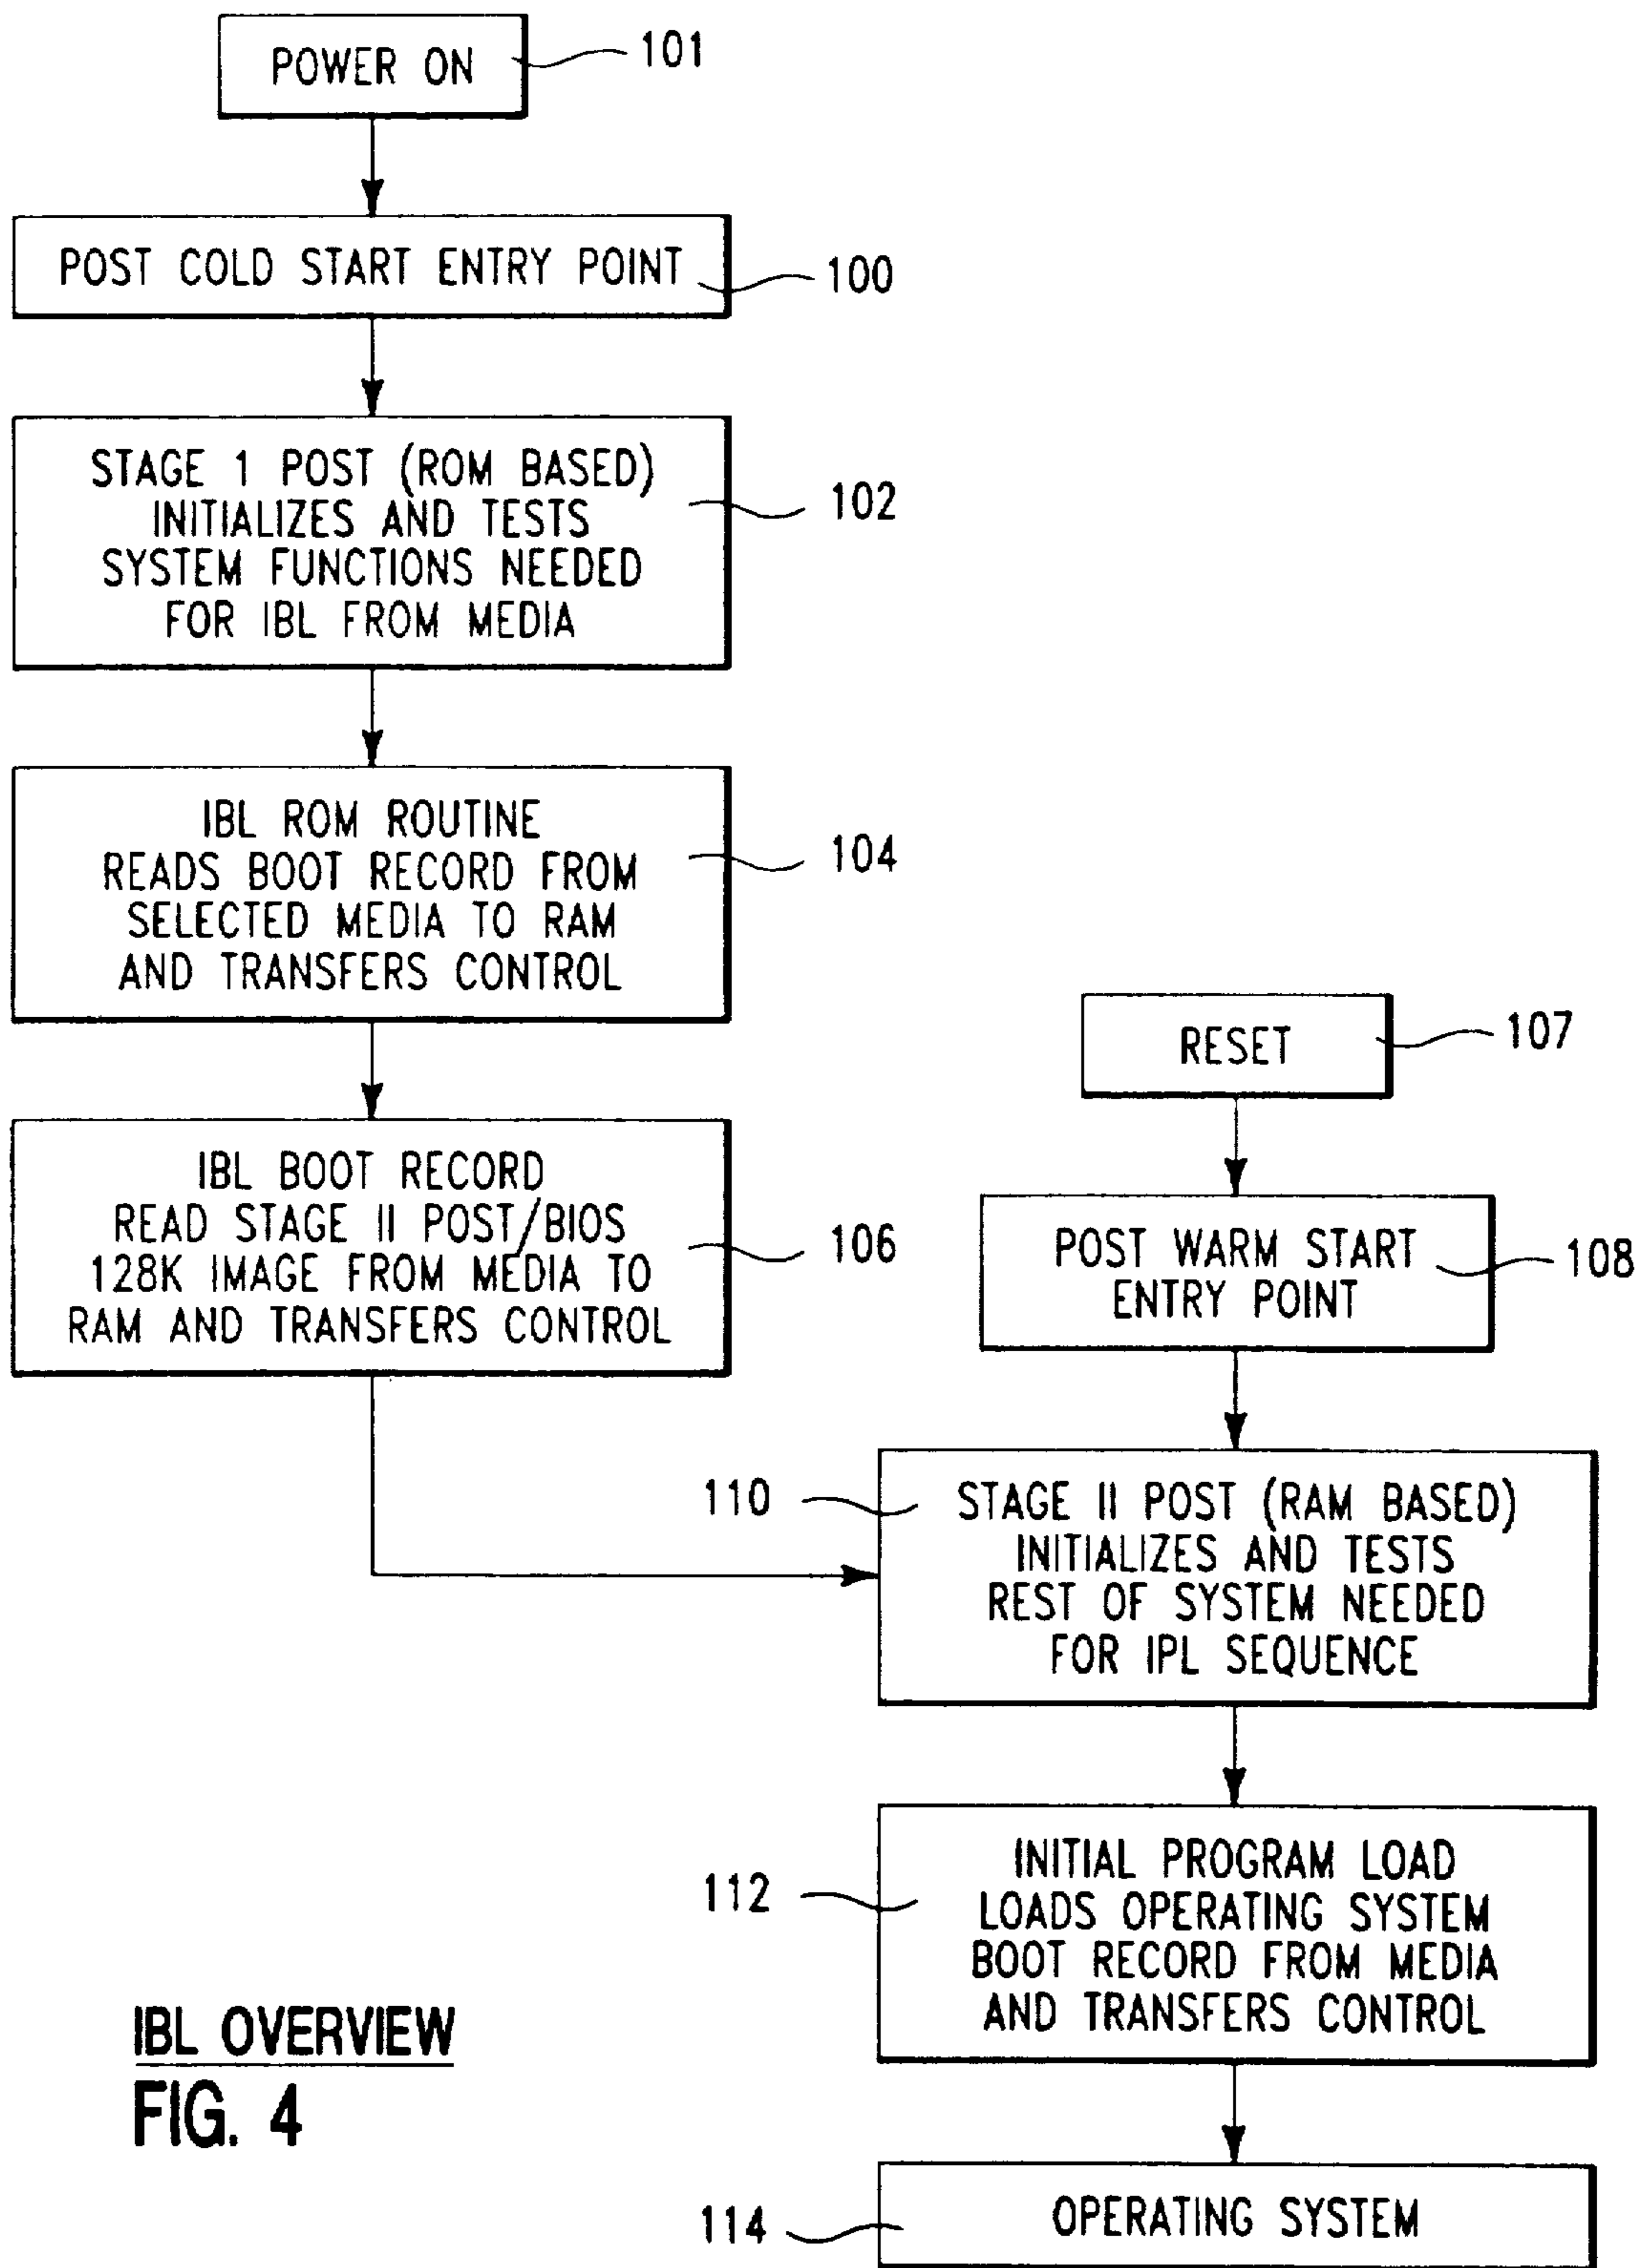 POWER ON
101
POST COLD START ENTRY POINT
100
STAGE 1 POST (ROM BASED)
INITIALIZES AND TESTS
SYSTEM FUNCTIONS NEEDED
FOR IBL FROM MEDIA
102
IBL ROM ROUTINE
READS BOOT RECORD FROM
SELECTED MEDIA TO RAM
AND TRANSFERS CONTROL
104
IBL BOOT RECORD
READ STAGE II POST/BIOS
128K IMAGE FROM MEDIA TO
RAM AND TRANSFERS CONTROL
106
RESET
107
POST WARM START
ENTRY POINT
108
110
STAGE II POST (RAM BASED)
INITIALIZES AND TESTS
REST OF SYSTEM NEEDED
FOR IPL SEQUENCE
112
INITIAL PROGRAM LOAD
LOADS OPERATING SYSTEM
BOOT RECORD FROM MEDIA
AND TRANSFERS CONTROL
114
OPERATING SYSTEM
IBL OVERVIEW
FIG. 4